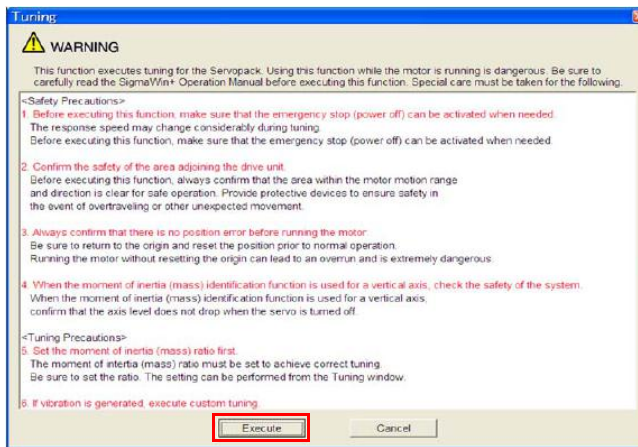 Tuning
WARNING
This function executes tuning for the Servopack. Using this function while the motor is running is dangerous. Be sure to
carefully read the SigmaWin+ Operation Manual before executing this function. Special care must be taken for the following.
<Safety Precautions>
1. Before executing this function, make sure that the emergency stop (power off) can be activated when needed.
The response speed may change considerably during tuning.
Before executing this function, make sure that the emergency stop (power off) can be activated when needed
2. Confirm the safety of the area adjoining the drive unit.
Before executing this function, always confirm that the area within the motor motion range
and direction is clear for safe operation. Provide protective devices to ensure safety in
the event of overtraveling or other unexpected movement.
3. Always confirm that there is no position error before running the motor.
Be sure to return to the origin and reset the position prior to normal operation.
Running the motor without resetting the origin can lead to an overrun and is extremely dangerous.
4. When the moment of inertia (mass) identification function is used for a vertical axis, check the safety of the system.
When the moment of inertia (mass) identification function is used for a vertical axis,
confirm that the axis level does not drop when the servo is turned off.
<Tuning Precautions>
5. Set the moment of inertia (mass) ratio first.
The moment of intertia (mass) ratio must be set to achieve correct tuning.
Be sure to set the ratio. The setting can be performed from the Tuning window.
6. If vibration is generated, execute custom tuning.
Execute
Cancel